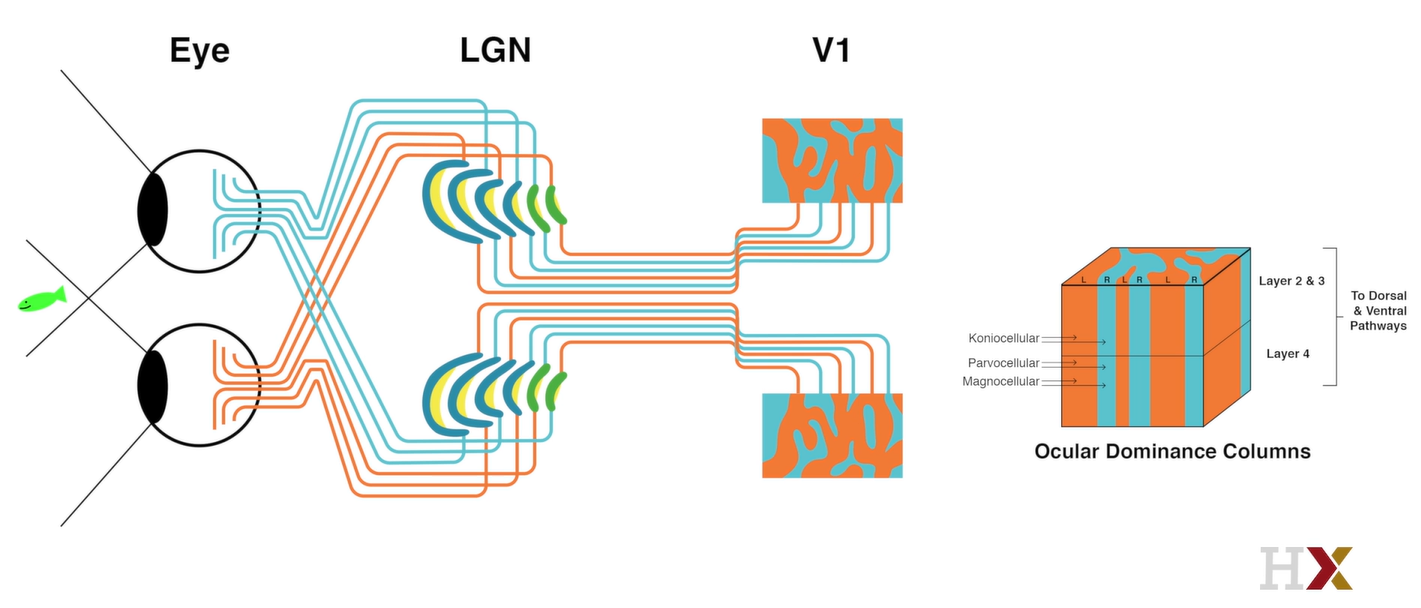 Eye
LGN
V1
L R L R L R
Layer 2 & 3
To Dorsal
& Ventral
Pathways
Koniocellular
Layer 4
Parvocellular
Magnocellular
Ocular Dominance Columns
HX